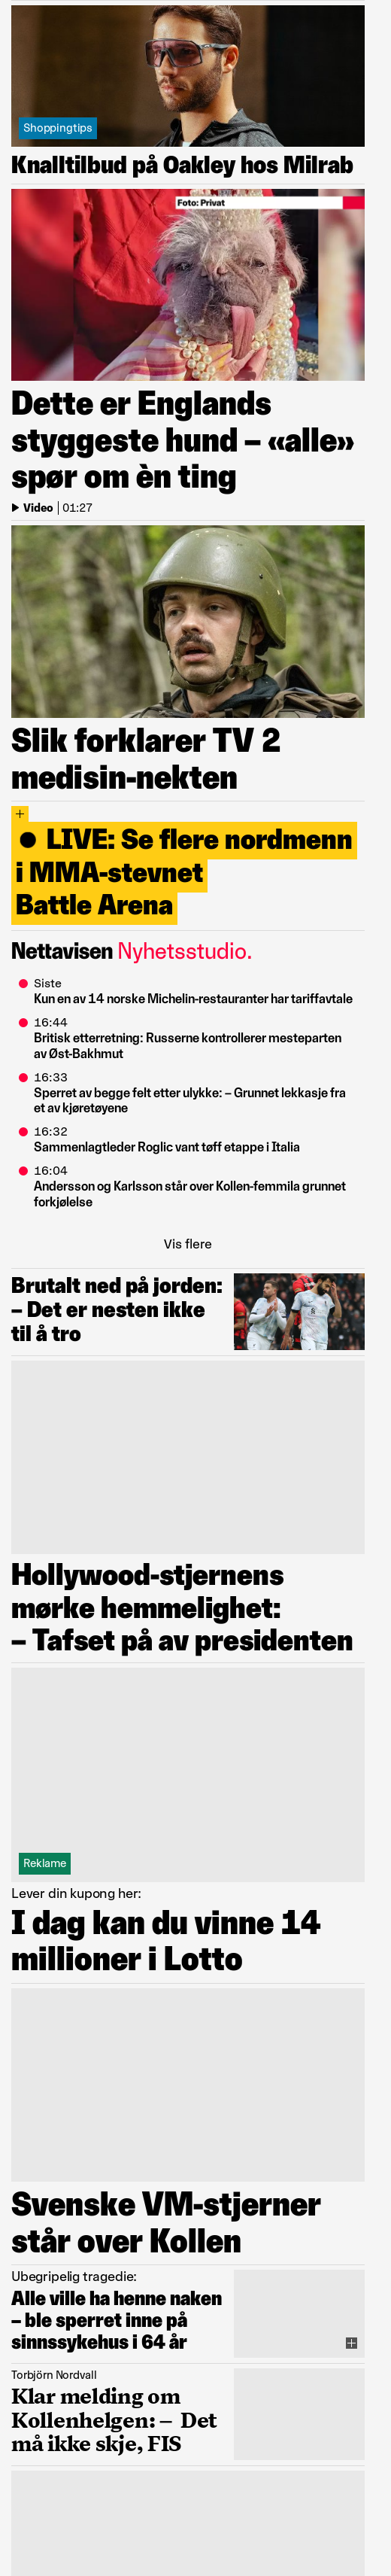 Shoppingtips
Knalltilbud på Oakley hos Milrab
Foto: Privat
Dette er Englands
styggeste hund – «alle»
spør om èn ting
Video | 01:27
Slik forklarer TV 2
medisin-nekten
+
LIVE: Se flere nordmenn
i MMA-stevnet
Battle Arena
Nettavisen Nyhetsstudio.
Siste
Kun en av 14 norske Michelin-restauranter har tariffavtale
16:44
Britisk etterretning: Russerne kontrollerer mesteparten
av Øst-Bakhmut
16:33
Sperret av begge felt etter ulykke: – Grunnet lekkasje fra
et av kjøretøyene
16:32
Sammenlagtleder Roglic vant tøff etappe i Italia
16:04
Andersson og Karlsson står over Kollen-femmila grunnet
forkjølelse
Vis flere
Brutalt ned på jorden:
– Det er nesten ikke
til å tro
Hollywood-stjernens
mørke hemmelighet:
– Tafset på av presidenten
Reklame
Lever din kupong her:
I dag kan du vinne 14
millioner i Lotto
Svenske VM-stjerner
står over Kollen
Ubegripelig tragedie:
Alle ville ha henne naken
– ble sperret inne på
sinnssykehus i 64 år
Torbjörn Nordvall
Klar melding om
Kollenhelgen: – Det
må ikke skje, FIS